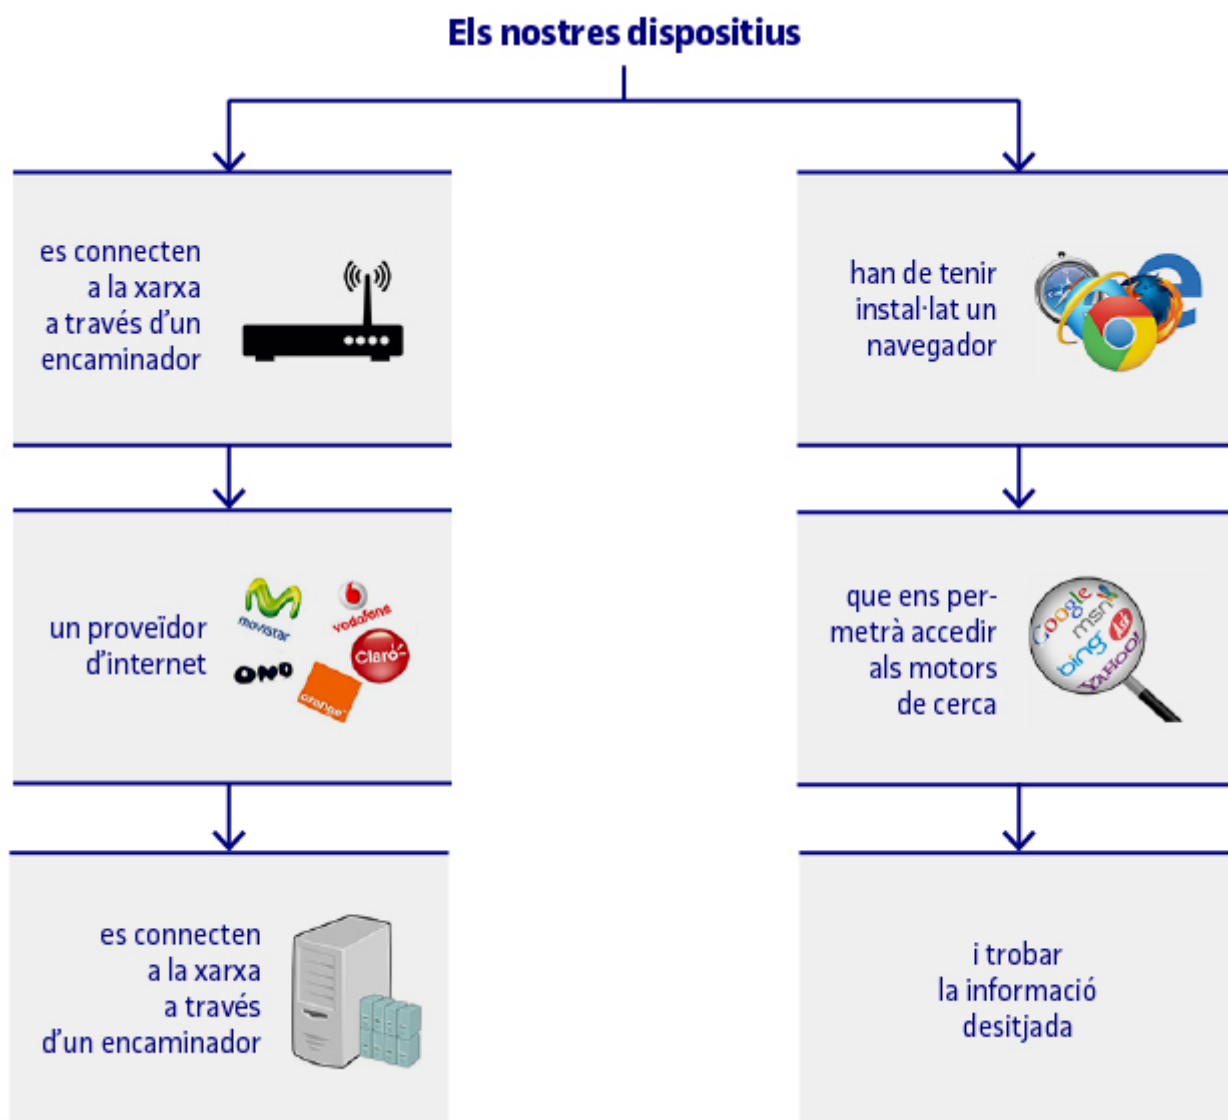 Els nostres dispositius
es connecten
a la xarxa
a través d'un
encaminador
han de tenir
instal·lat un
navegador
un proveïdor
d'internet
movistar
vodafone
Claro
ONO
orange
que ens per-
metrà accedir
als motors
de cerca
Google
msn
bing
Ask
YAHOO!
es connecten
a la xarxa
a través
d'un encaminador
i trobar
la informació
desitjada